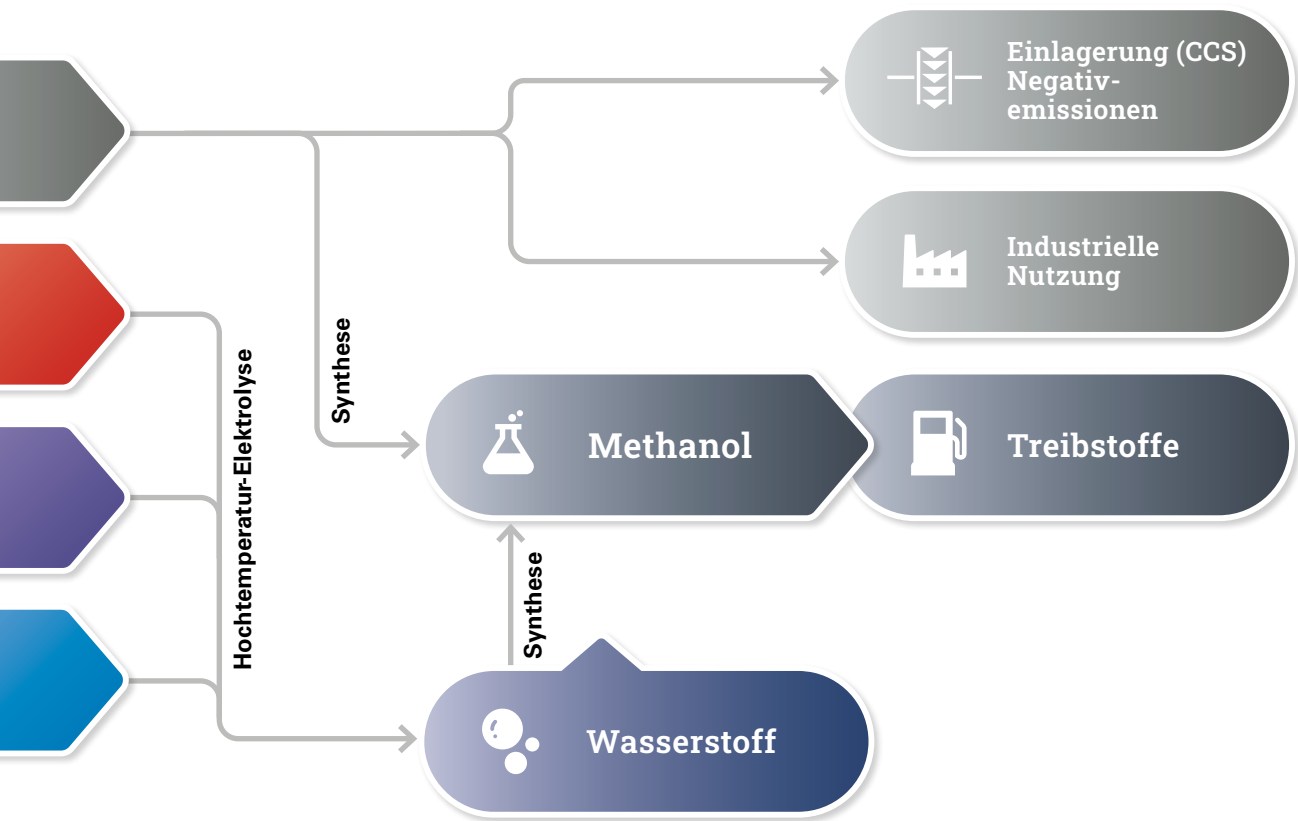 Einlagerung (CCS)
Negativ-
emissionen
Industrielle
Nutzung
Synthese
Hochtemperatur-Elektrolyse
Methanol
Treibstoffe
Synthese
Wasserstoff